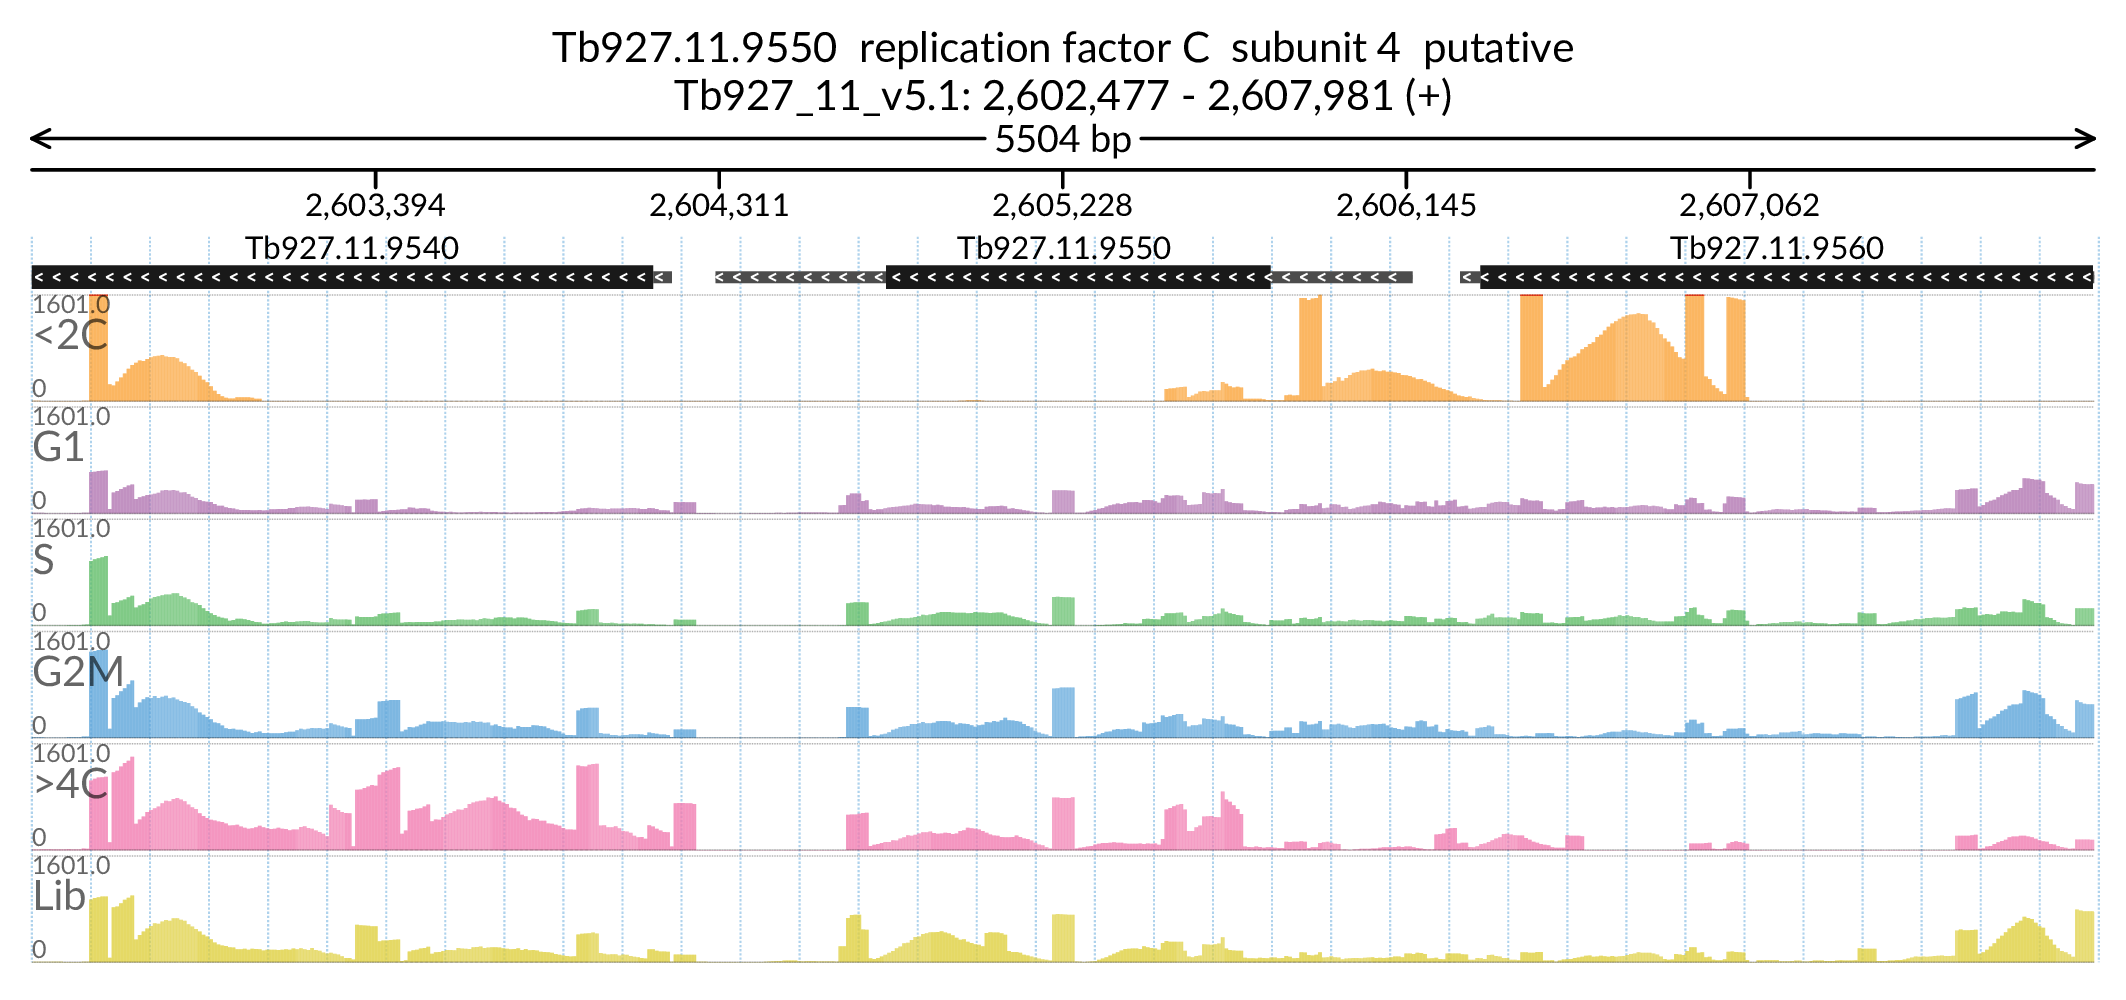 Tb927.11.9550 replication factor C subunit 4 putative
Tb927_11_v5.1: 2,602,477 - 2,607,981 (+)
5504 bp
2,603,394 2,604,311 2,605,228 2,606,145 2,607,062
Tb927.11.9540 Tb927.11.9550 Tb927.11.9560
1601.0
<2C
0
1601.0
G1
0
1601.0
S
0
1601.0
G2M
0
1601.0
>4C
0
1601.0
Lib
0